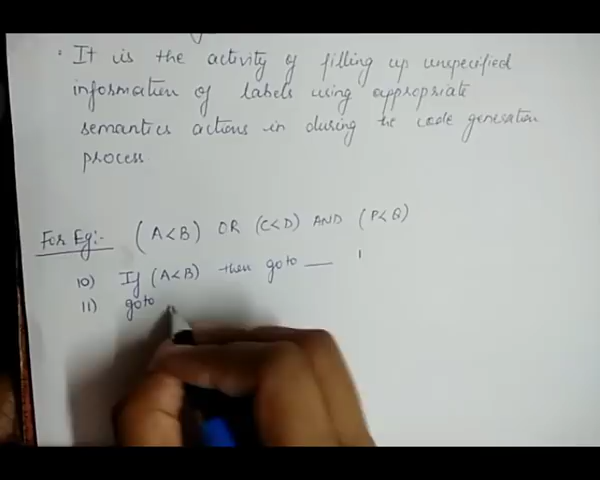 • It is the activity of filling up unspecified
information of labels using appropriate
semantics actions in during the code generation
process
For Eg:- (A<B) OR (C<D) AND (P<Q)
10) If (A<B) then goto __
11) goto